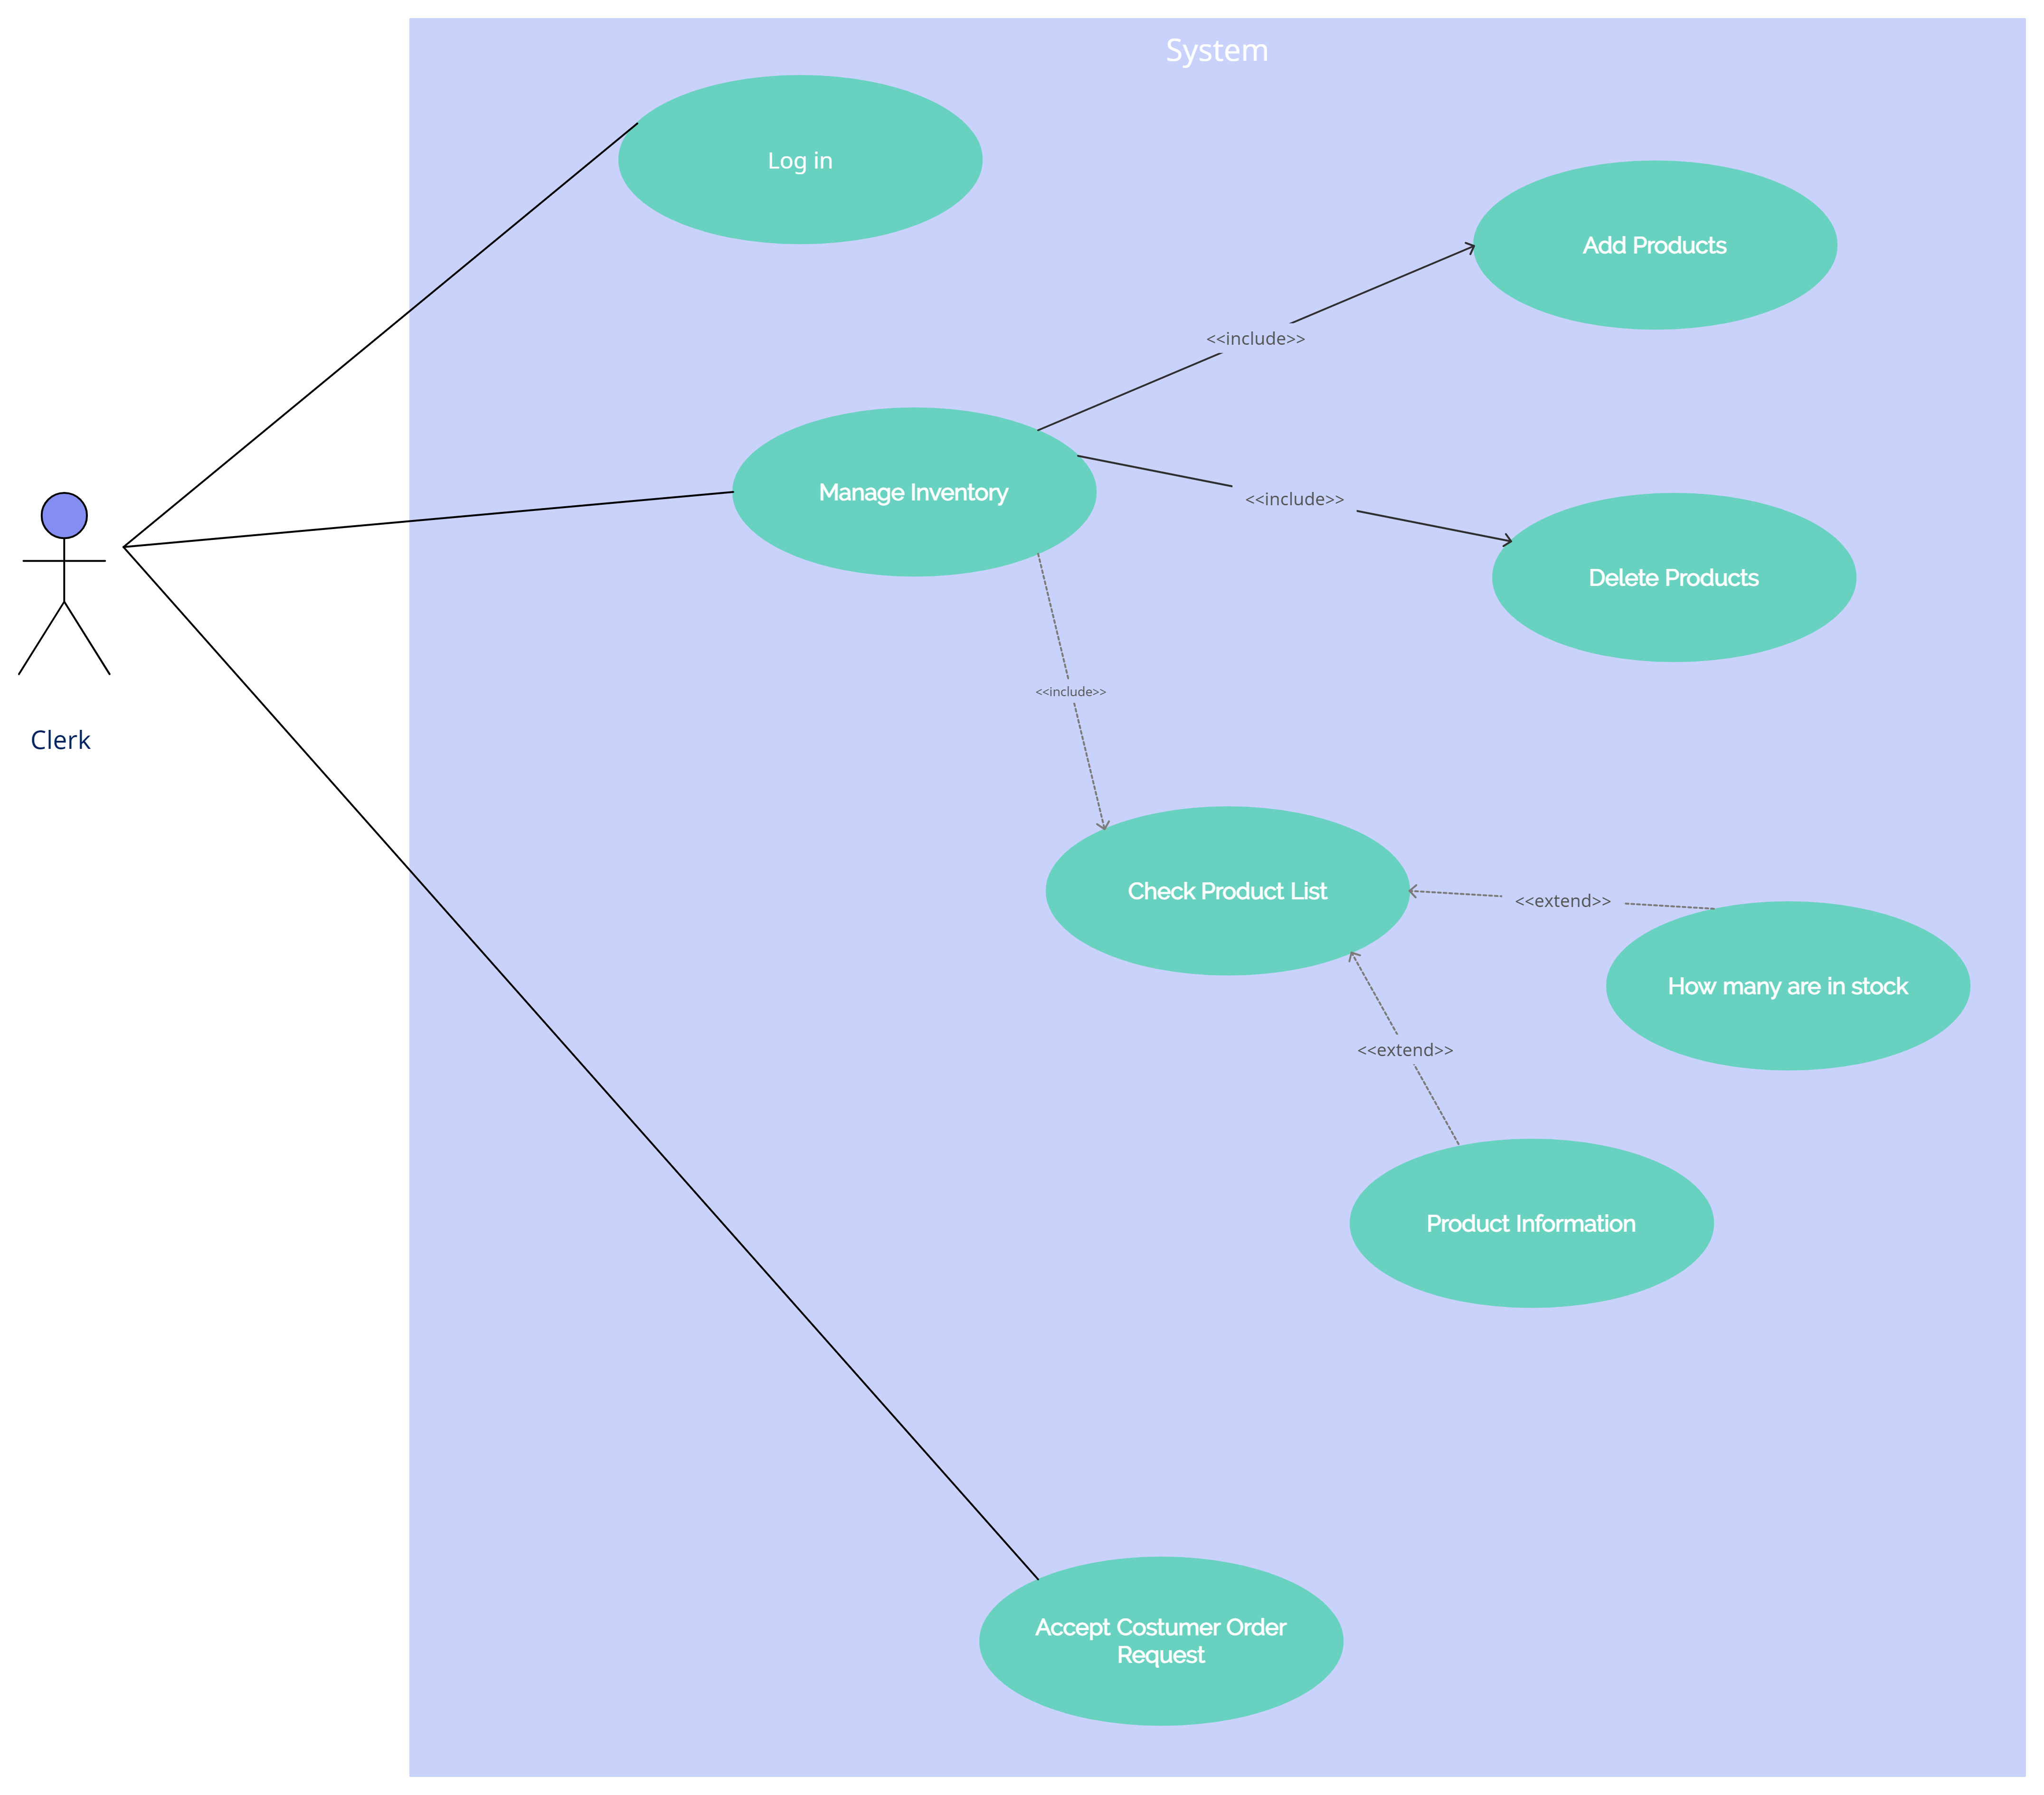 System
Log in
Add Products
<<include>>
Manage Inventory
<<include>>
Delete Products
<<include>>
Clerk
Check Product List
<<extend>>
How many are in stock
<<extend>>
Product Information
Accept Costumer Order
Request